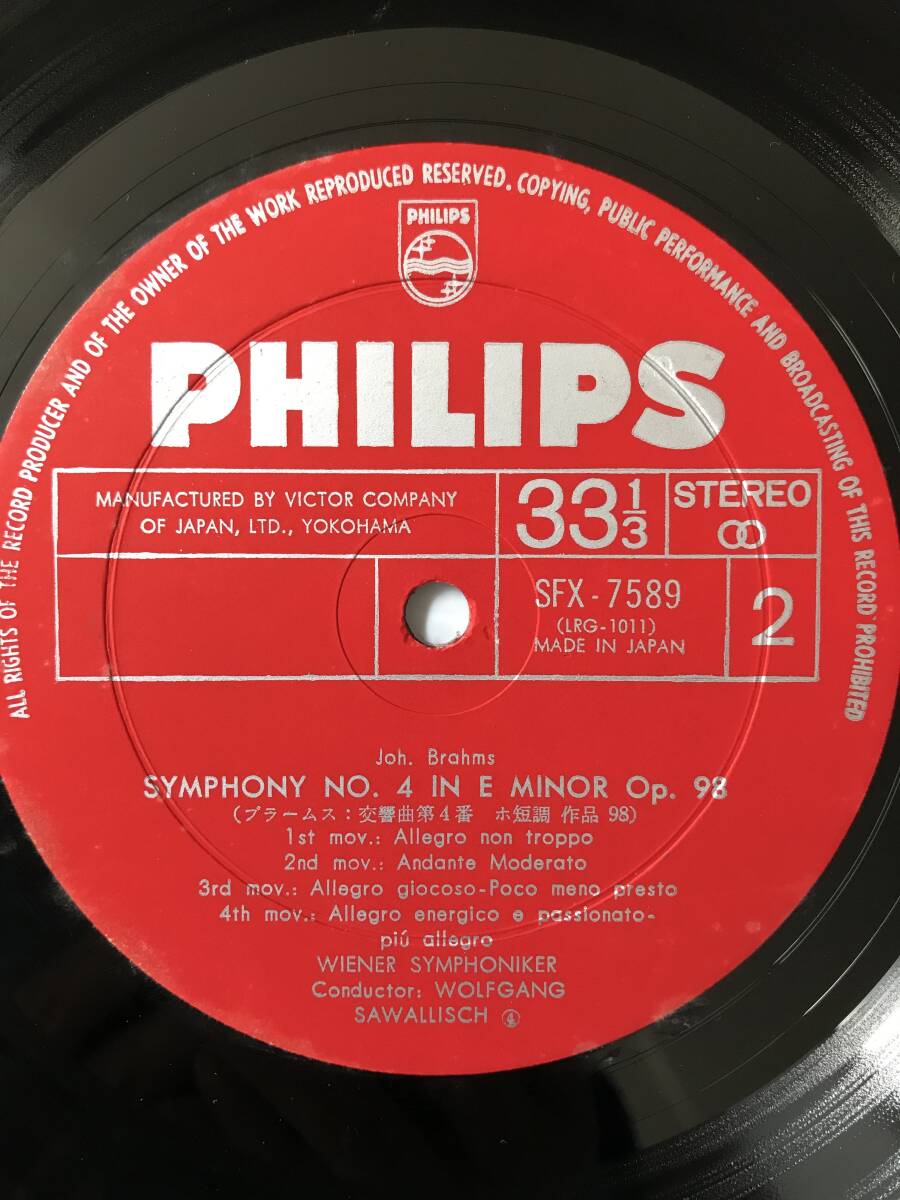 ALL RIGHTS OF THE RECORD PRODUCER AND OF THE OWNER OF THE WORK REPRODUCED RESERVED. COPYING, PUBLIC PERFORMANCE AND BROADCASTING OF THIS RECORD PROHIBITED
PHILIPS
PHILIPS
MANUFACTURED BY VICTOR COMPANY
OF JAPAN, LTD., YOKOHAMA
33 1/3
STEREO
SFX-7589
(LRG-1011)
MADE IN JAPAN
2
Joh. Brahms
SYMPHONY NO. 4 IN E MINOR Op. 98
(ブラームス:交響曲第4番 ホ短調 作品 98)
1st mov.: Allegro non troppo
2nd mov.: Andante Moderato
3rd mov.: Allegro giocoso-Poco meno presto
4th mov.: Allegro energico e passionato-
piú allegro
WIENER SYMPHONIKER
Conductor: WOLFGANG
SAWALLISCH ④